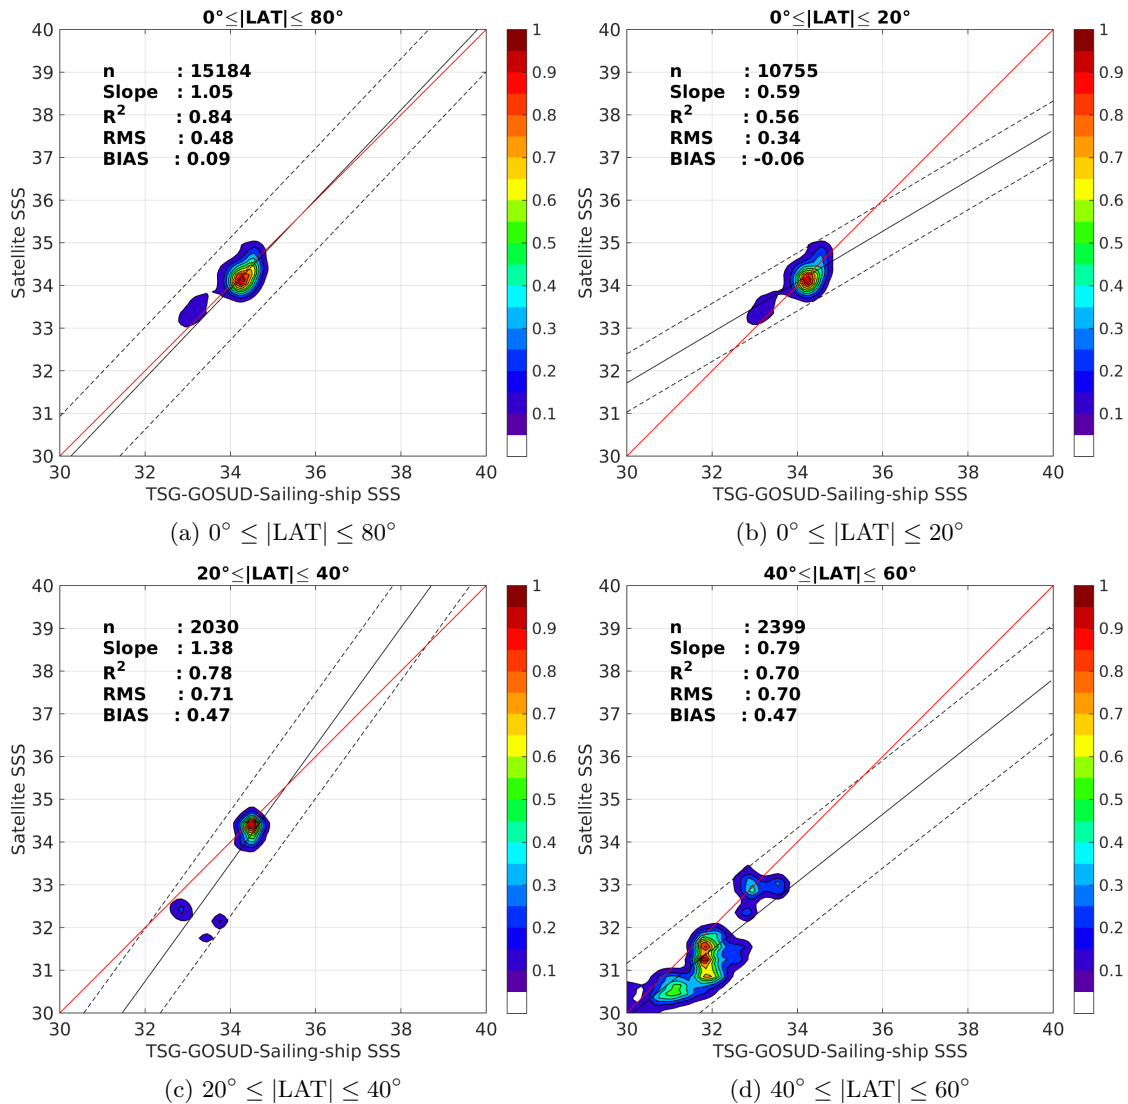 0°≤|LAT|≤ 80°
n : 15184
Slope : 1.05
R² : 0.84
RMS : 0.48
BIAS : 0.09
40
39
38
37
36
35
34
33
32
31
30
30 32 34 36 38 40
Satellite SSS
TSG-GOSUD-Sailing-ship SSS
1
0.9
0.8
0.7
0.6
0.5
0.4
0.3
0.2
0.1
(a) 0° ≤ |LAT| ≤ 80°
0°≤|LAT|≤ 20°
n : 10755
Slope : 0.59
R² : 0.56
RMS : 0.34
BIAS : -0.06
40
39
38
37
36
35
34
33
32
31
30
30 32 34 36 38 40
Satellite SSS
TSG-GOSUD-Sailing-ship SSS
1
0.9
0.8
0.7
0.6
0.5
0.4
0.3
0.2
0.1
(b) 0° ≤ |LAT| ≤ 20°
20°≤|LAT|≤ 40°
n : 2030
Slope : 1.38
R² : 0.78
RMS : 0.71
BIAS : 0.47
40
39
38
37
36
35
34
33
32
31
30
30 32 34 36 38 40
Satellite SSS
TSG-GOSUD-Sailing-ship SSS
1
0.9
0.8
0.7
0.6
0.5
0.4
0.3
0.2
0.1
(c) 20° ≤ |LAT| ≤ 40°
40°≤|LAT|≤ 60°
n : 2399
Slope : 0.79
R² : 0.70
RMS : 0.70
BIAS : 0.47
40
39
38
37
36
35
34
33
32
31
30
30 32 34 36 38 40
Satellite SSS
TSG-GOSUD-Sailing-ship SSS
1
0.9
0.8
0.7
0.6
0.5
0.4
0.3
0.2
0.1
(d) 40° ≤ |LAT| ≤ 60°